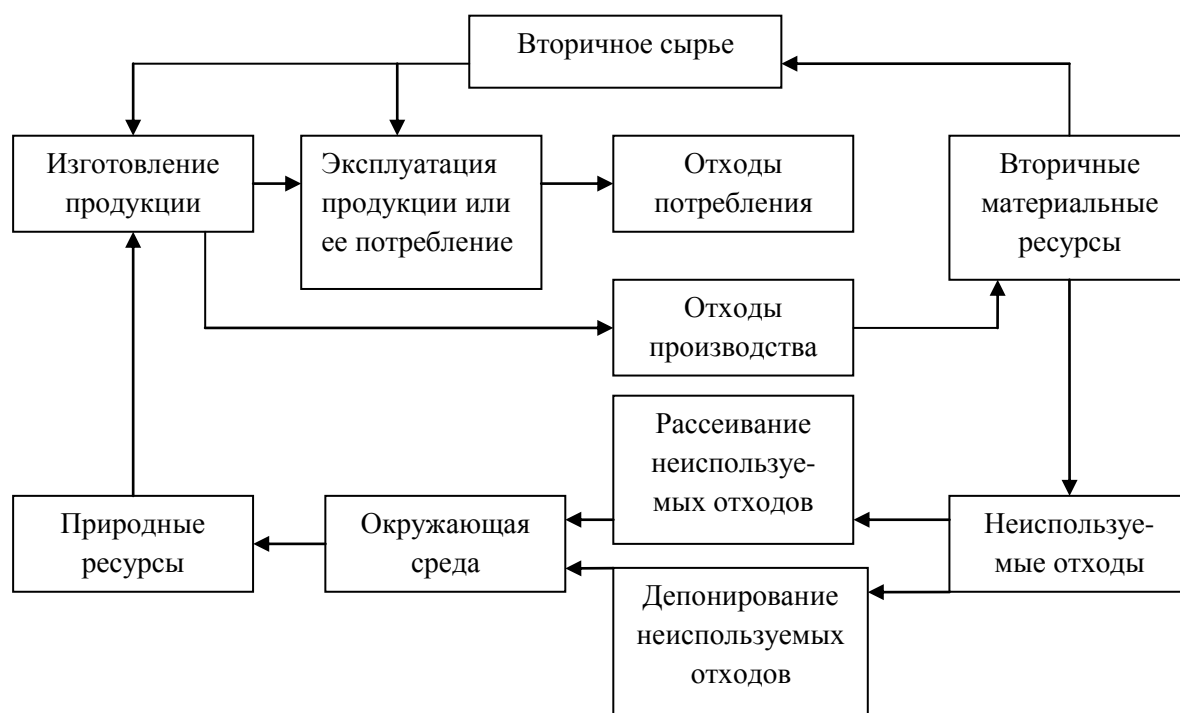 Вторичное сырье
Изготовление
продукции
Эксплуатация
продукции или
ее потребление
Отходы
потребления
Вторичные
материальные
ресурсы
Отходы
производства
Рассеивание
неиспользуе-
мых отходов
Природные
ресурсы
Окружающая
среда
Неиспользуе-
мые отходы
Депонирование
неиспользуемых
отходов